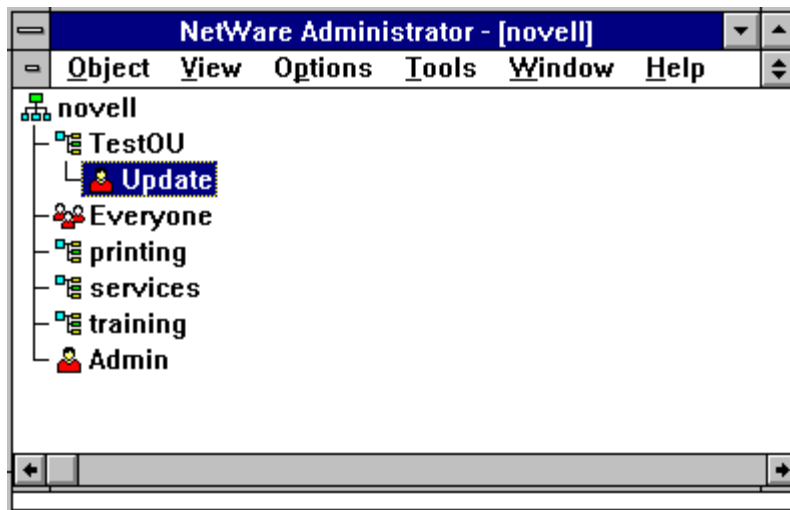 NetWare Administrator - [novell]
Object View Options Tools Window Help
novell
TestOU
Update
Everyone
printing
services
training
Admin